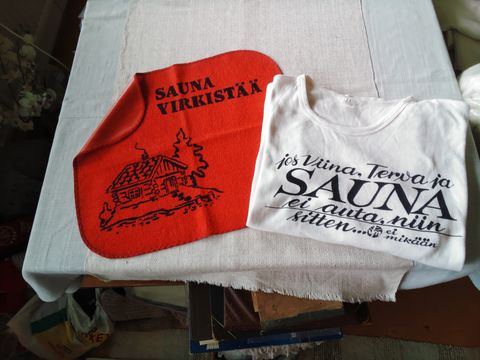 SAUNA
VIRKISTÄÄ
jos Viina, Terva ja
SAUNA
ei auta, niin
sitten... ei
mikään